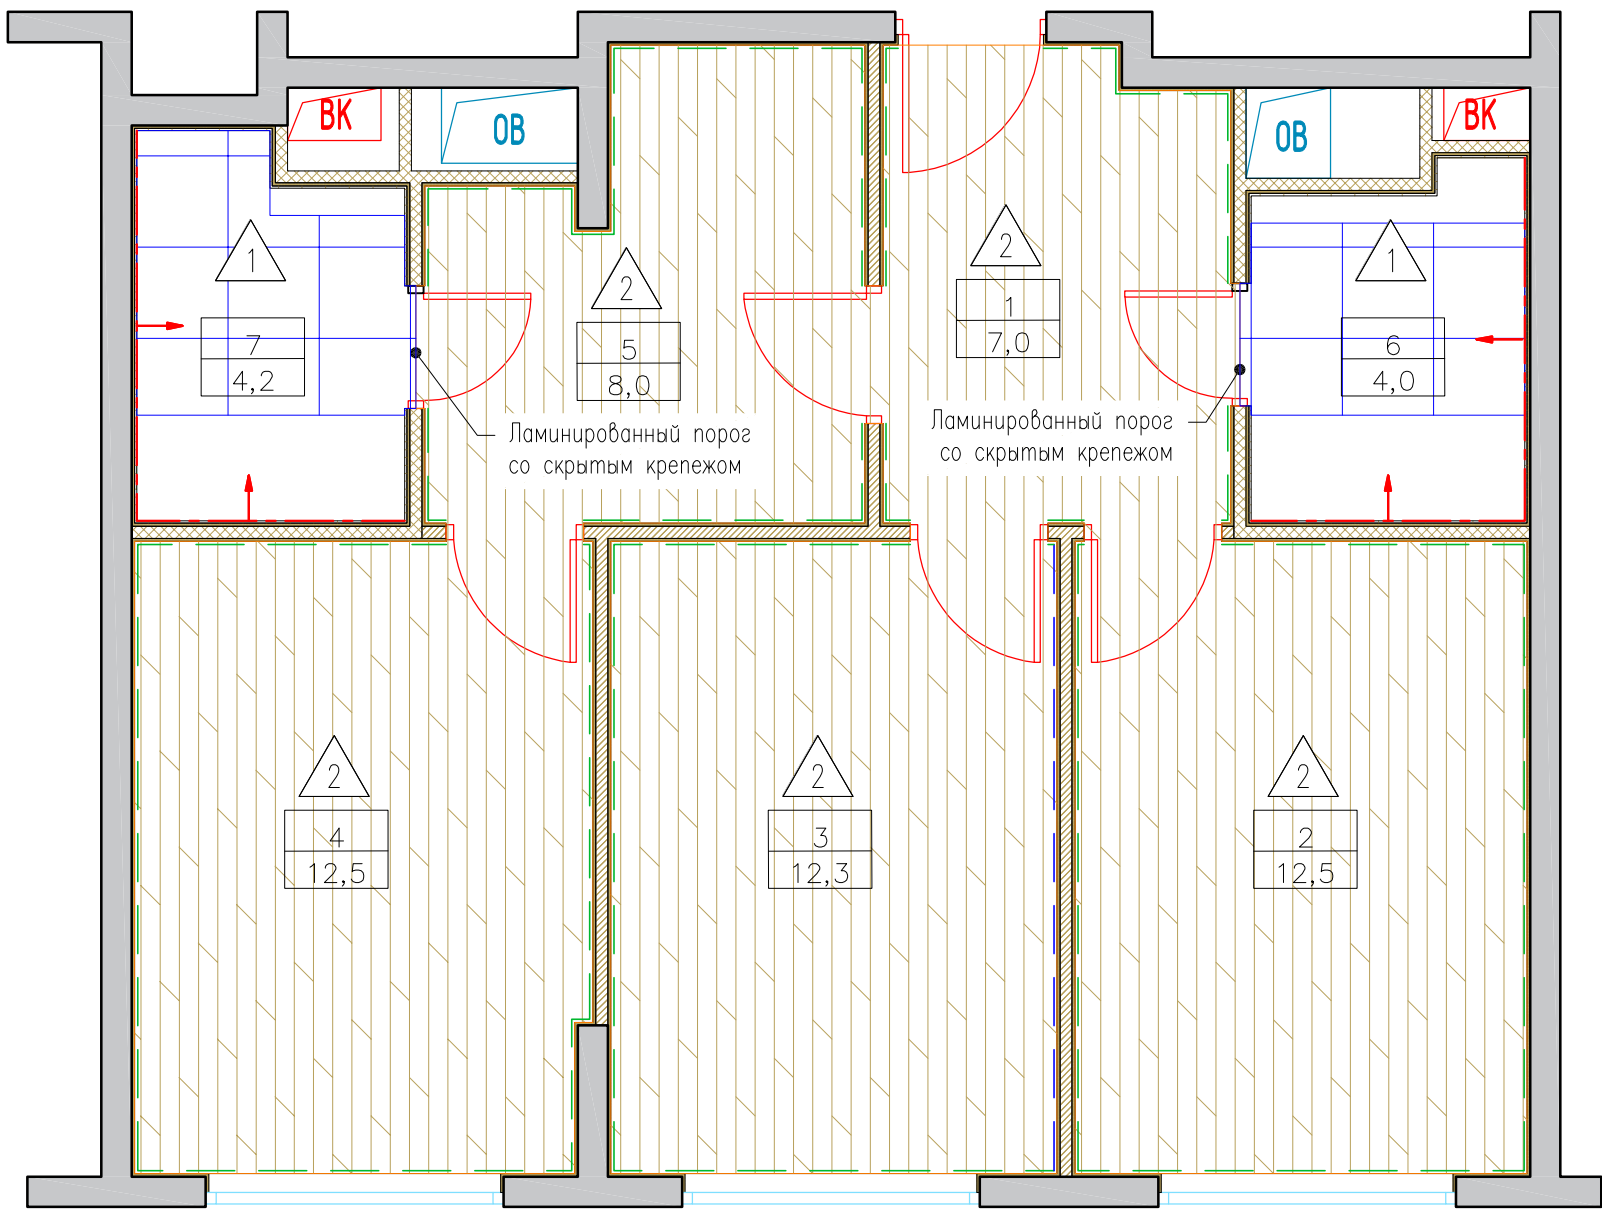 ВК
ОВ
ОВ
ВК
1
2
2
1
7
4,2
5
8,0
1
7,0
6
4,0
Ламинированный порог
со скрытым крепежом
Ламинированный порог
со скрытым крепежом
2
2
2
4
12,5
3
12,3
2
12,5